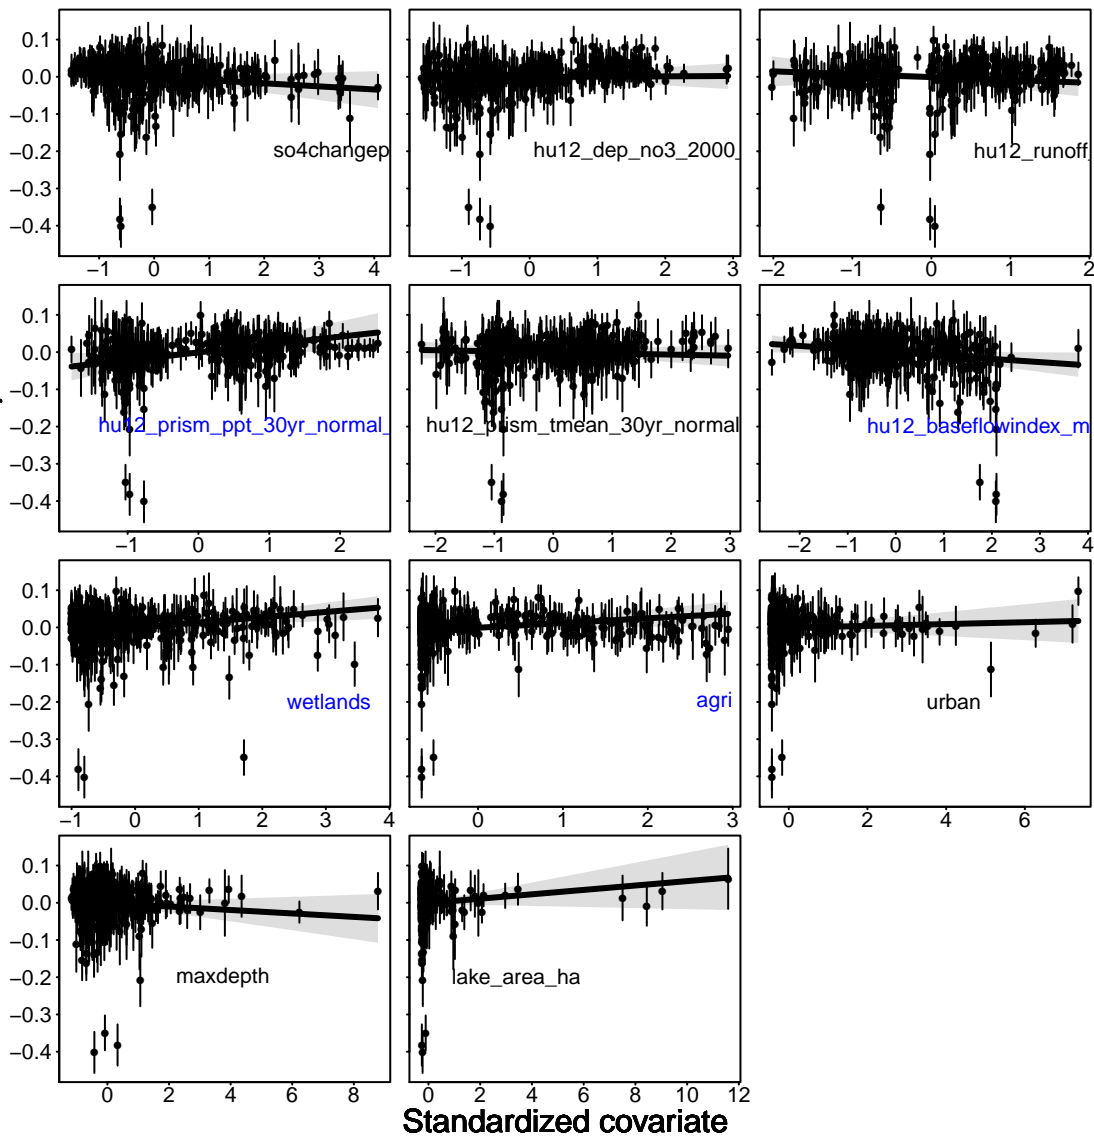 0.1
0.0
−0.1
−0.2
−0.3
−0.4
so4changep
hu12_dep_no3_2000_
hu12_runoff_
−1 0 1 2 3 4
−1 0 1 2 3
−2 −1 0 1 2
0.1
0.0
−0.1
−0.2
−0.3
−0.4
hu12_prism_ppt_30yr_normal_
hu12_prism_tmean_30yr_normal
hu12_baseflowindex_m
−1 0 1 2
−2 −1 0 1 2 3
−2 −1 0 1 2 3 4
0.1
0.0
−0.1
−0.2
−0.3
−0.4
wetlands
agri
urban
−1 0 1 2 3 4
0 1 2 3
0 2 4 6
0.1
0.0
−0.1
−0.2
−0.3
−0.4
maxdepth
lake_area_ha
0 2 4 6 8
0 2 4 6 8 10 12
Standardized covariate